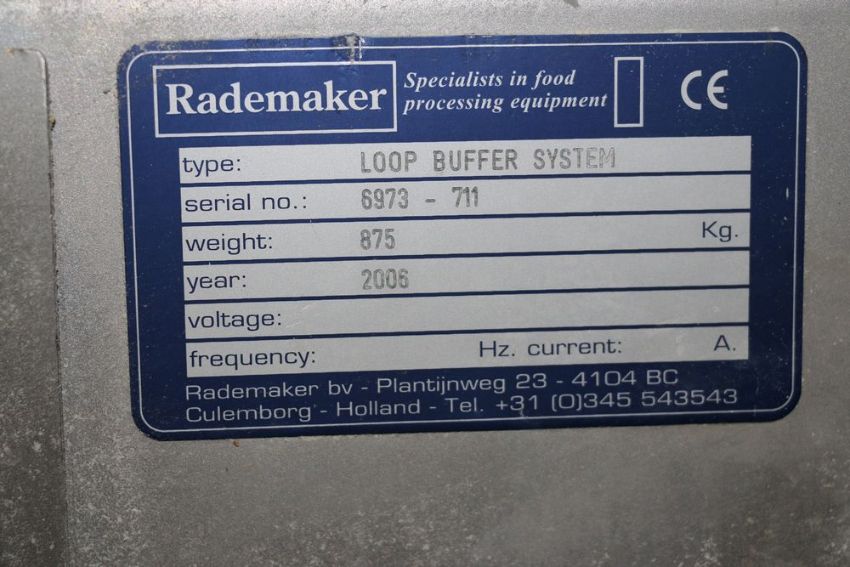 Rademaker
Specialists in food
processing equipment
CE
type: LOOP BUFFER SYSTEM
serial no.: 6973 - 711
weight: 875 Kg.
year: 2006
voltage:
frequency: Hz. current: A.
Rademaker bv - Plantijnweg 23 - 4104 BC
Culemborg - Holland - Tel. +31 (0)345 543543